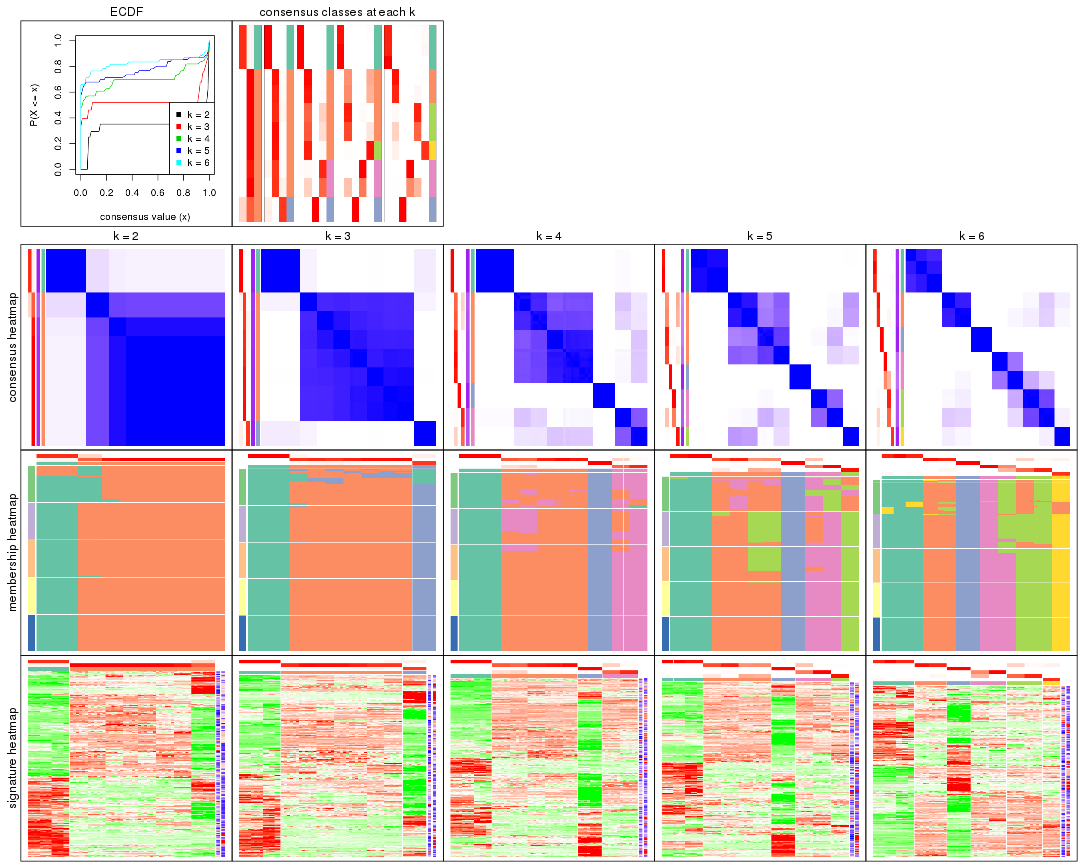 ECDF
consensus classes at each k
P(X <= x)
0.0 0.2 0.4 0.6 0.8 1.0
k = 2
k = 3
k = 4
k = 5
k = 6
0.0 0.2 0.4 0.6 0.8 1.0
consensus value (x)
k = 2
k = 3
k = 4
k = 5
k = 6
consensus heatmap
membership heatmap
signature heatmap